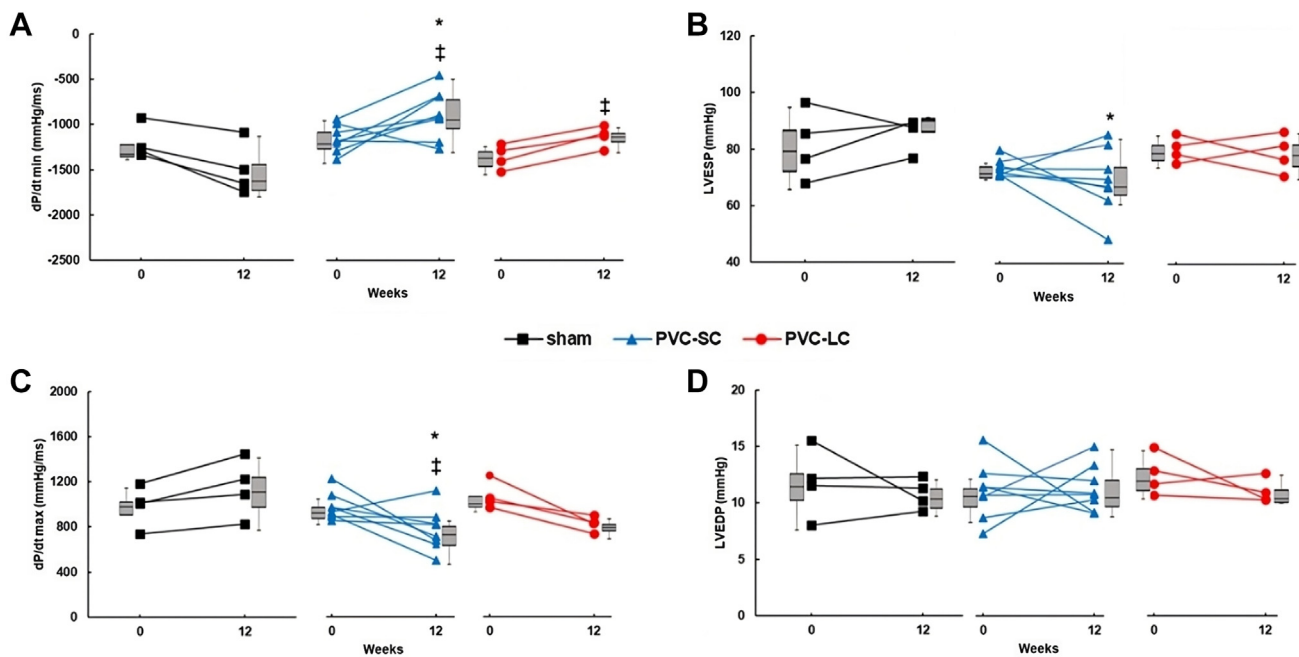 A
dP/dt min (mmHg/ms)
0
-500
-1000
-1500
-2000
-2500
*
‡
‡
0 12 0 12 0 12
Weeks
B
LVESP (mmHg)
120
100
80
60
40
*
0 12 0 12 0 12
Weeks
sham PVC-SC PVC-LC
C
dP/dt max (mmHg/ms)
2000
1600
1200
800
400
0
*
‡
0 12 0 12 0 12
Weeks
D
LVEDP (mmHg)
20
15
10
5
0
0 12 0 12 0 12
Weeks